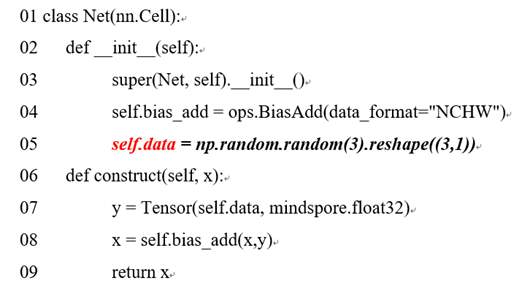 01 class Net(nn.Cell):
02 def __init__(self):
03 super(Net, self).__init__()
04 self.bias_add = ops.BiasAdd(data_format="NCHW")
05 self.data = np.random.random(3).reshape((3,1))
06 def construct(self, x):
07 y = Tensor(self.data, mindspore.float32)
08 x = self.bias_add(x,y)
09 return x